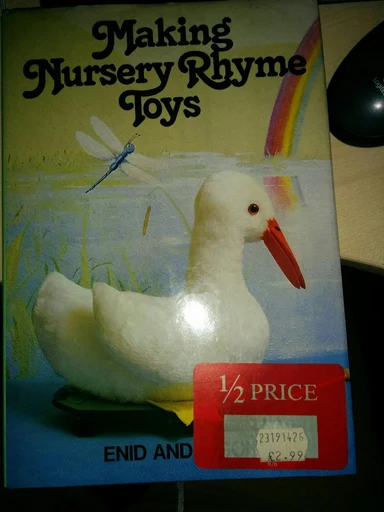 Making
Nursery Rhyme
Toys
1/2 PRICE
23191426
£2.99
ENID AND